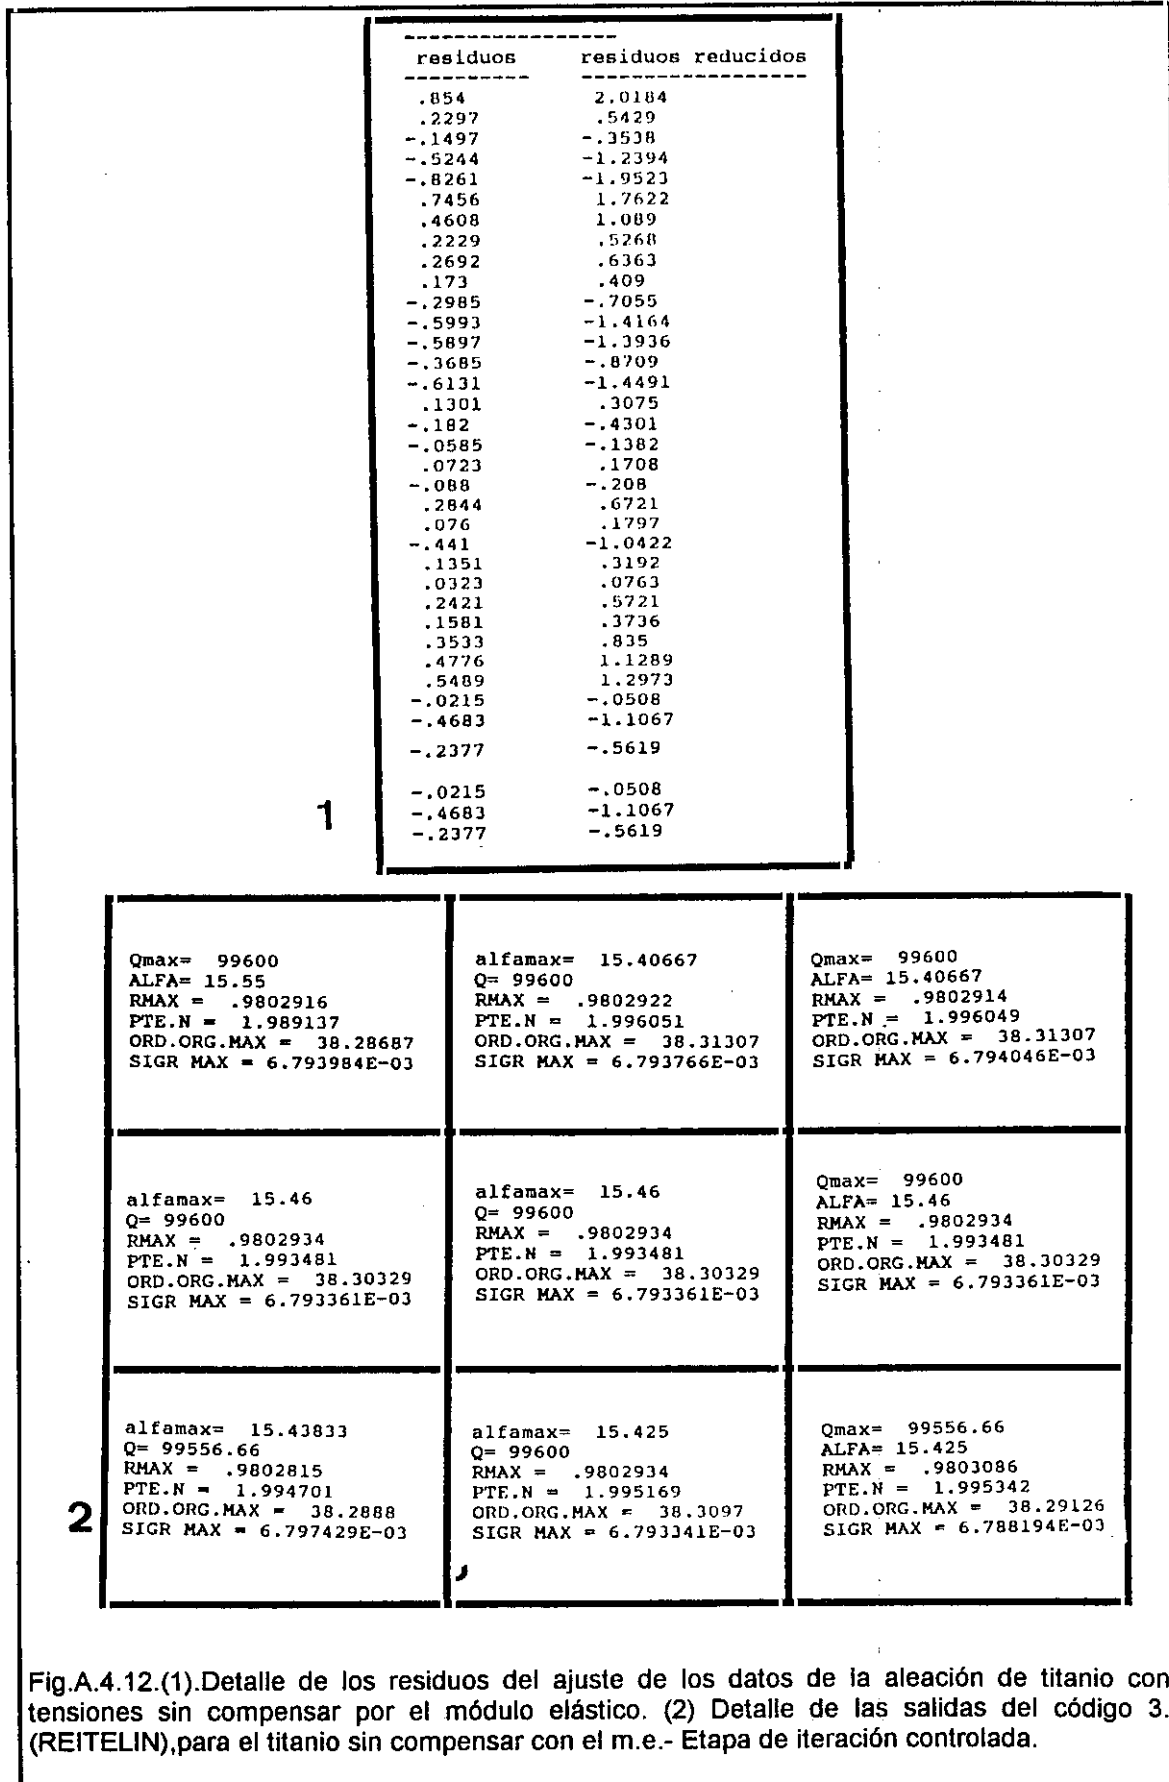 residuos residuos reducidos
.854 2.0184
.2297 .5429
-.1497 -.3538
-.5244 -1.2394
-.8261 -1.9523
.7456 1.7622
.4608 1.089
.2229 .5268
.2692 .6363
.173 .409
-.2985 -.7055
-.5993 -1.4164
-.5897 -1.3936
-.3685 -.8709
-.6131 -1.4491
.1301 .3075
-.182 -.4301
-.0585 -.1382
.0723 .1708
-.088 -.208
.2844 .6721
.076 .1797
-.441 -1.0422
.1351 .3192
.0323 .0763
.2421 .5721
.1581 .3736
.3533 .835
.4776 1.1289
.5489 1.2973
-.0215 -.0508
-.4683 -1.1067
-.2377 -.5619
-.0215 -.0508
-.4683 -1.1067
-.2377 -.5619
1
Qmax= 99600
ALFA= 15.55
RMAX = .9802916
PTE.N = 1.989137
ORD.ORG.MAX = 38.28687
SIGR MAX = 6.793984E-03
alfamax= 15.40667
Q= 99600
RMAX = .9802922
PTE.N = 1.996051
ORD.ORG.MAX = 38.31307
SIGR MAX = 6.793766E-03
Qmax= 99600
ALFA= 15.40667
RMAX = .9802914
PTE.N = 1.996049
ORD.ORG.MAX = 38.31307
SIGR MAX = 6.794046E-03
alfamax= 15.46
Q= 99600
RMAX = .9802934
PTE.N = 1.993481
ORD.ORG.MAX = 38.30329
SIGR MAX = 6.793361E-03
alfamax= 15.46
Q= 99600
RMAX = .9802934
PTE.N = 1.993481
ORD.ORG.MAX = 38.30329
SIGR MAX = 6.793361E-03
Qmax= 99600
ALFA= 15.46
RMAX = .9802934
PTE.N = 1.993481
ORD.ORG.MAX = 38.30329
SIGR MAX = 6.793361E-03
alfamax= 15.43833
Q= 99556.66
RMAX = .9802815
PTE.N = 1.994701
ORD.ORG.MAX = 38.2888
SIGR MAX = 6.797429E-03
alfamax= 15.425
Q= 99600
RMAX = .9802934
PTE.N = 1.995169
ORD.ORG.MAX = 38.3097
SIGR MAX = 6.793341E-03
Qmax= 99556.66
ALFA= 15.425
RMAX = .9803086
PTE.N = 1.995342
ORD.ORG.MAX = 38.29126
SIGR MAX = 6.788194E-03
2
Fig.A.4.12.(1).Detalle de los residuos del ajuste de los datos de la aleación de titanio con
tensiones sin compensar por el módulo elástico. (2) Detalle de las salidas del código 3.
(REITELIN),para el titanio sin compensar con el m.e.- Etapa de iteración controlada.